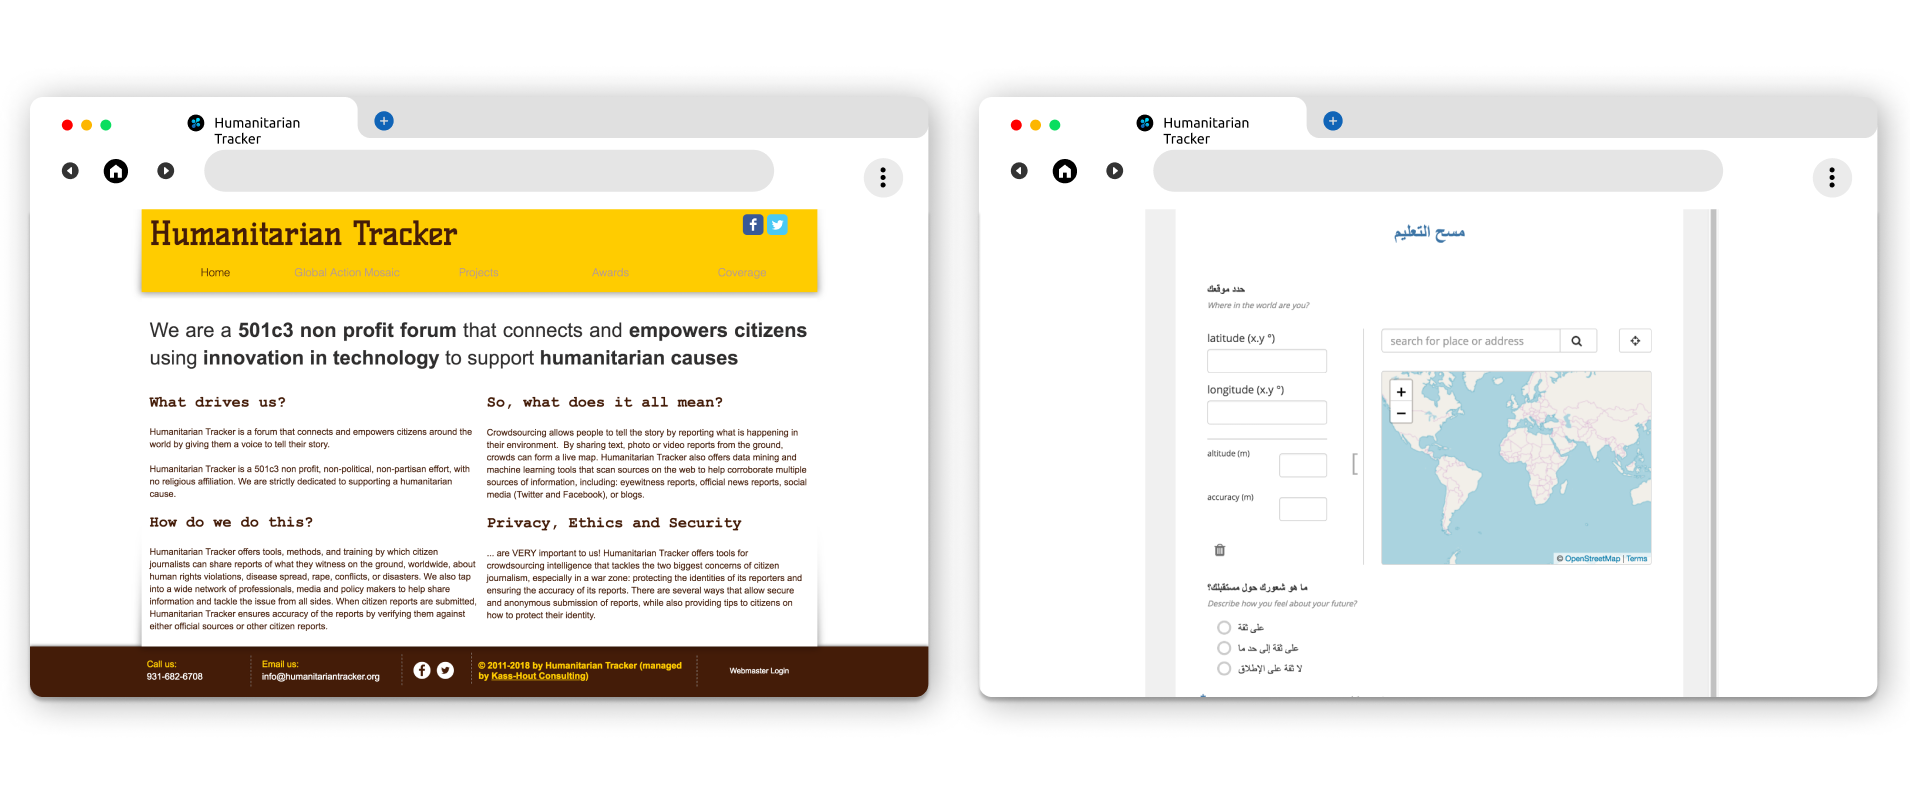 Humanitarian
Tracker
Humanitarian Tracker
Home
Global Action Mosaic
Projects
Awards
Coverage
We are a 501c3 non profit forum that connects and empowers citizens
using innovation in technology to support humanitarian causes
What drives us?
Humanitarian Tracker is a forum that connects and empowers citizens around the
world by giving them a voice to tell their story.
Humanitarian Tracker is a 501c3 non profit, non-political, non-partisan effort, with
no religious affiliation. We are strictly dedicated to supporting a humanitarian
cause.
How do we do this?
Humanitarian Tracker offers tools, methods, and training by which citizen
journalists can share reports of what they witness on the ground, worldwide, about
human rights violations, disease spread, rape, conflicts, or disasters. We also tap
into a wide network of professionals, media and policy makers to help share
information and tackle the issue from all sides. When citizen reports are submitted,
Humanitarian Tracker ensures accuracy of the reports by verifying them against
either official sources or other citizen reports.
So, what does it all mean?
Crowdsourcing allows people to tell the story by reporting what is happening in
their environment. By sharing text, photo or video reports from the ground,
crowds can form a live map. Humanitarian Tracker also offers data mining and
machine learning tools that scan sources on the web to help corroborate multiple
sources of information, including: eyewitness reports, official news reports, social
media (Twitter and Facebook), or blogs.
Privacy, Ethics and Security
... are VERY important to us! Humanitarian Tracker offers tools for
crowdsourcing intelligence that tackles the two biggest concerns of citizen
journalism, especially in a war zone: protecting the identities of its reporters and
ensuring the accuracy of its reports. There are several ways that allow secure
and anonymous submission of reports, while also providing tips to citizens on
how to protect their identity.
Call us:
931-682-6708
Email us:
info@humanitariantracker.org
© 2011-2018 by Humanitarian Tracker (managed
by Kass-Hout Consulting)
Webmaster Login
Humanitarian
Tracker
مسح التعليم
حدد موقعك
Where in the world are you?
latitude (x.y °)
longitude (x.y °)
altitude (m)
accuracy (m)
search for place or address
+
−
© OpenStreetMap | Terms
ما هو شعورك حول مستقبلك؟
Describe how you feel about your future?
على ثقة
على ثقة إلى حد ما
لا ثقة على الإطلاق